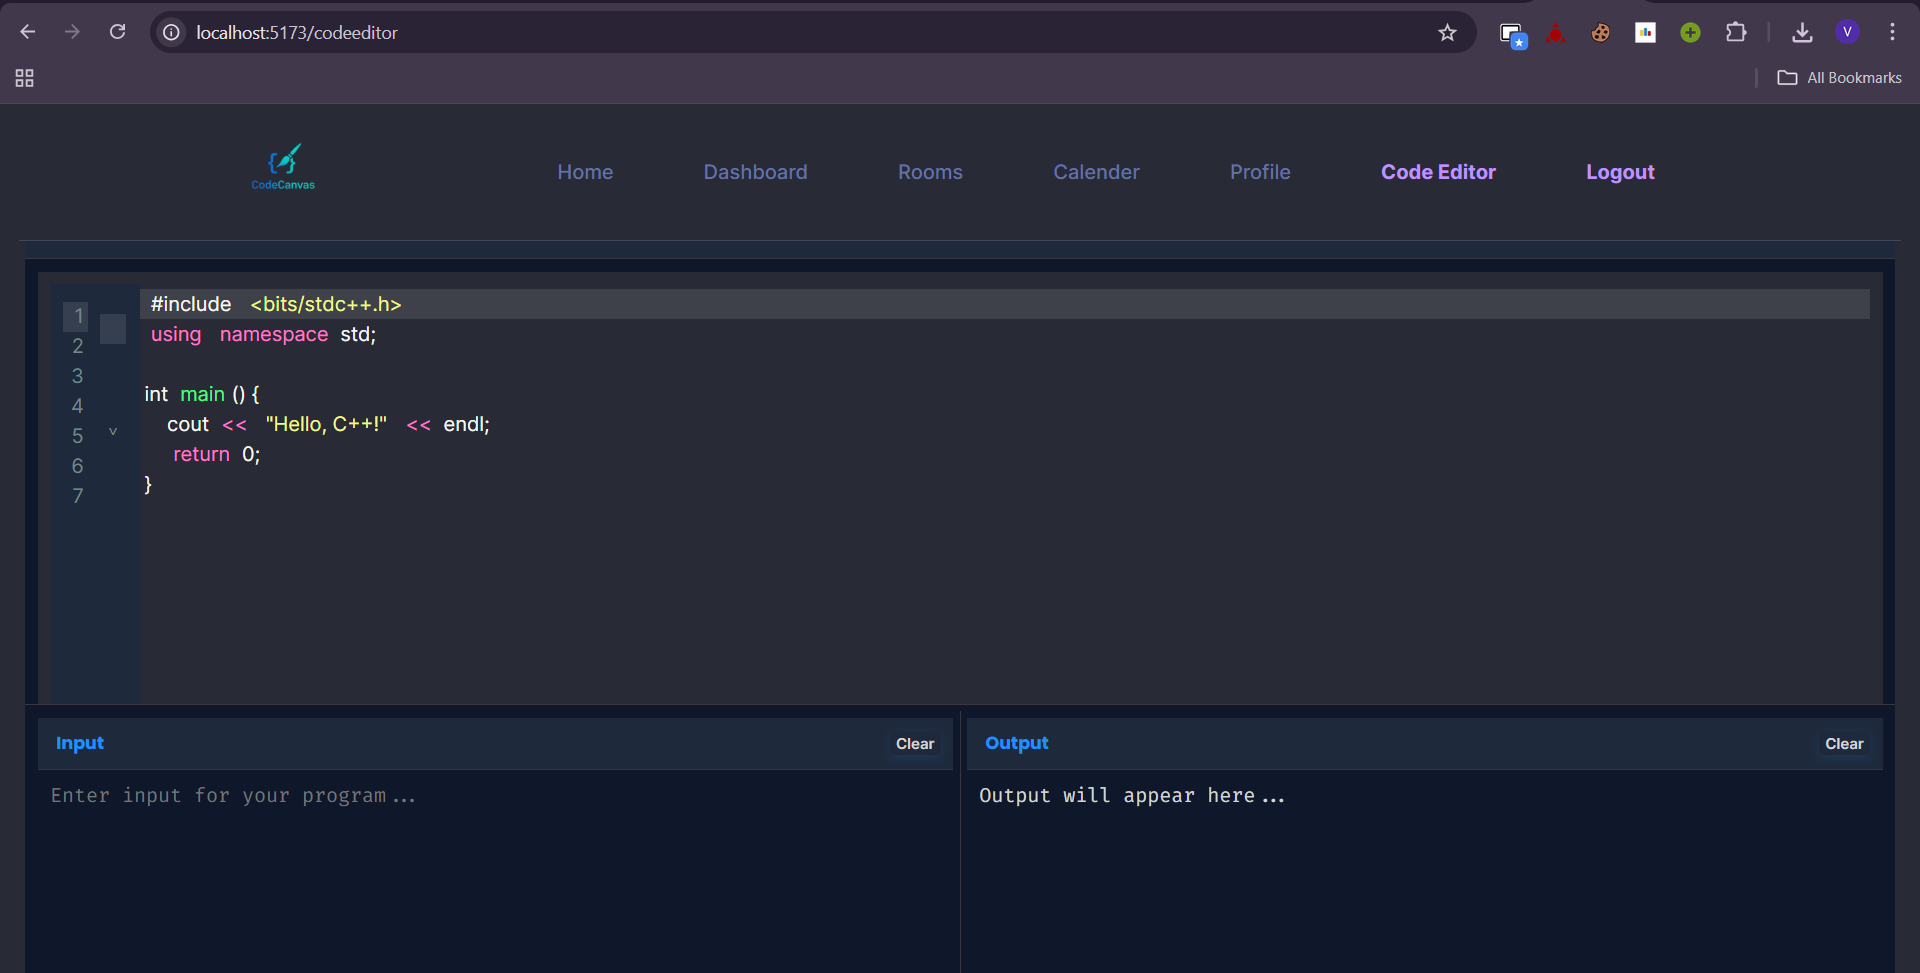 localhost:5173/codeeditor
V
All Bookmarks
CodeCanvas
Home
Dashboard
Rooms
Calender
Profile
Code Editor
Logout
1
2
3
4
5
6
7
#include <bits/stdc++.h>
using namespace std;
int main () {
cout << "Hello, C++!" << endl;
return 0;
}
Input
Clear
Enter input for your program...
Output
Clear
Output will appear here...